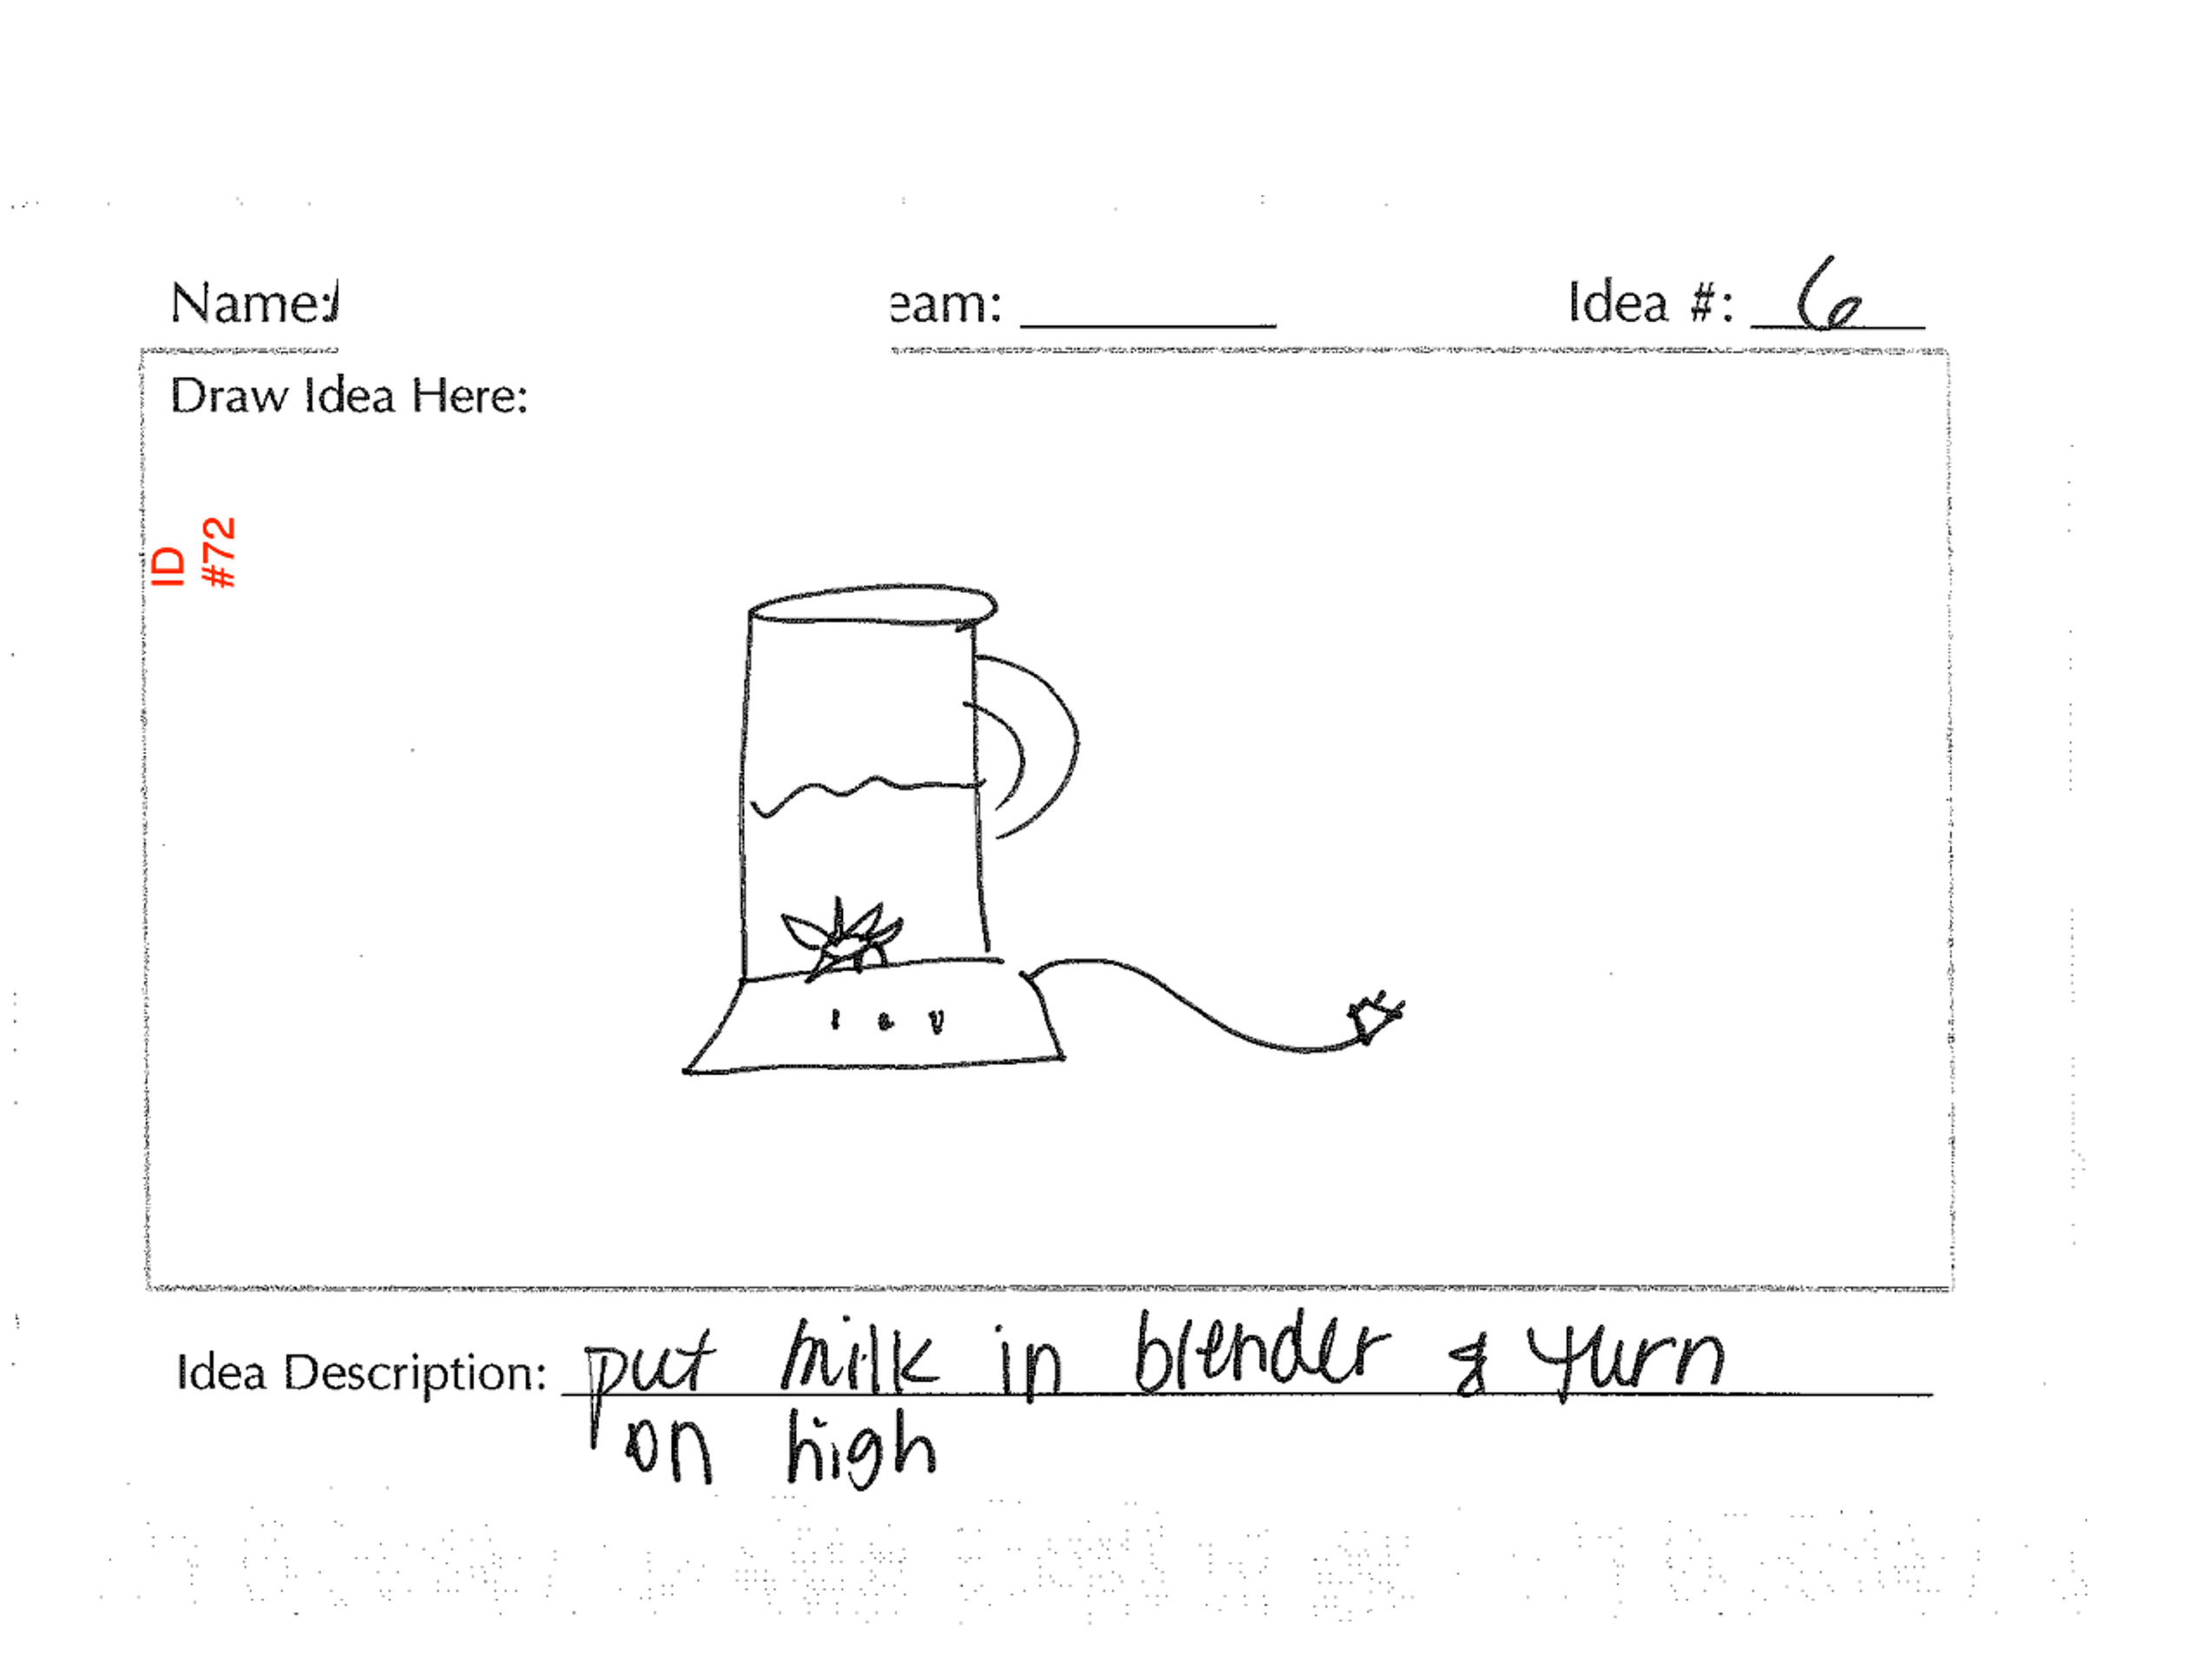 Name:
eam:
Idea #: 6
Draw Idea Here:
ID
#72
Idea Description: put milk in blender & turn
on high